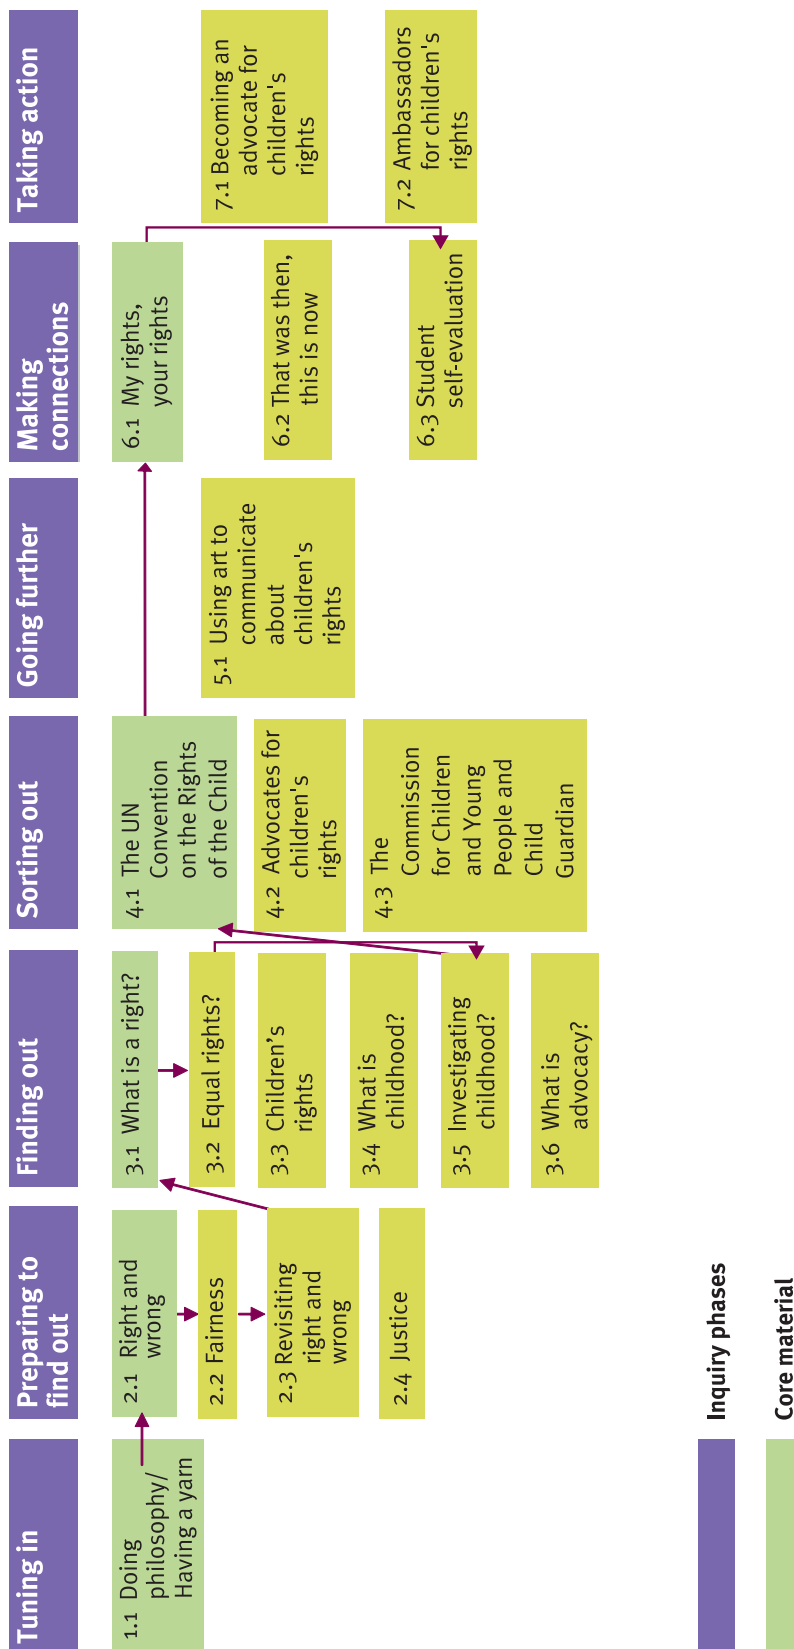 Tuning in
1.1 Doing
philosophy/
Having a yarn
Preparing to
find out
2.1 Right and
wrong
2.2 Fairness
2.3 Revisiting
right and
wrong
2.4 Justice
Finding out
3.1 What is a right?
3.2 Equal rights?
3.3 Children’s
rights
3.4 What is
childhood?
3.5 Investigating
childhood?
3.6 What is
advocacy?
Sorting out
4.1 The UN
Convention
on the Rights
of the Child
4.2 Advocates for
children's
rights
4.3 The
Commission
for Children
and Young
People and
Child
Guardian
Going further
5.1 Using art to
communicate
about
children's
rights
Making
connections
6.1 My rights,
your rights
6.2 That was then,
this is now
6.3 Student
self-evaluation
Taking action
7.1 Becoming an
advocate for
children's
rights
7.2 Ambassadors
for children's
rights
Inquiry phases
Core material